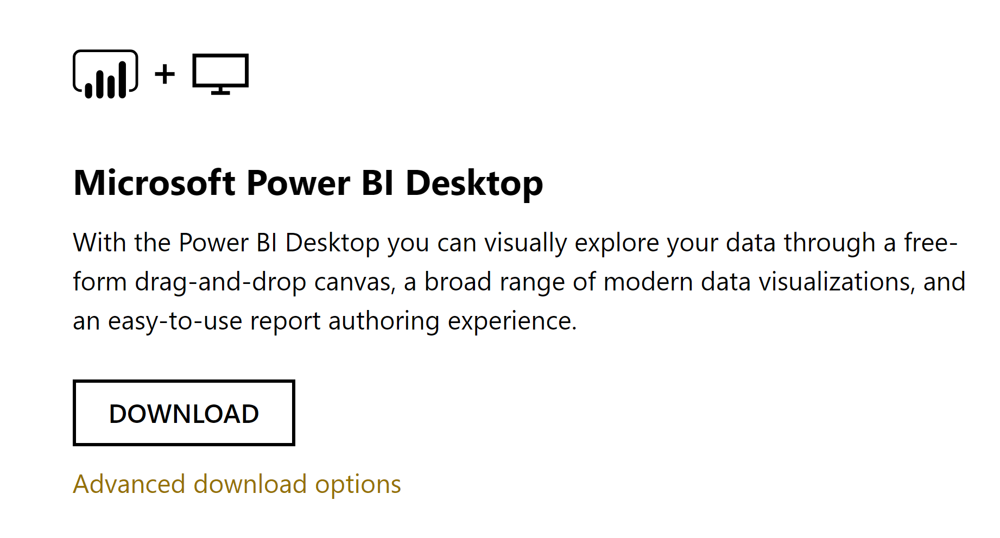 Microsoft Power BI Desktop
With the Power BI Desktop you can visually explore your data through a free-
form drag-and-drop canvas, a broad range of modern data visualizations, and
an easy-to-use report authoring experience.
DOWNLOAD
Advanced download options